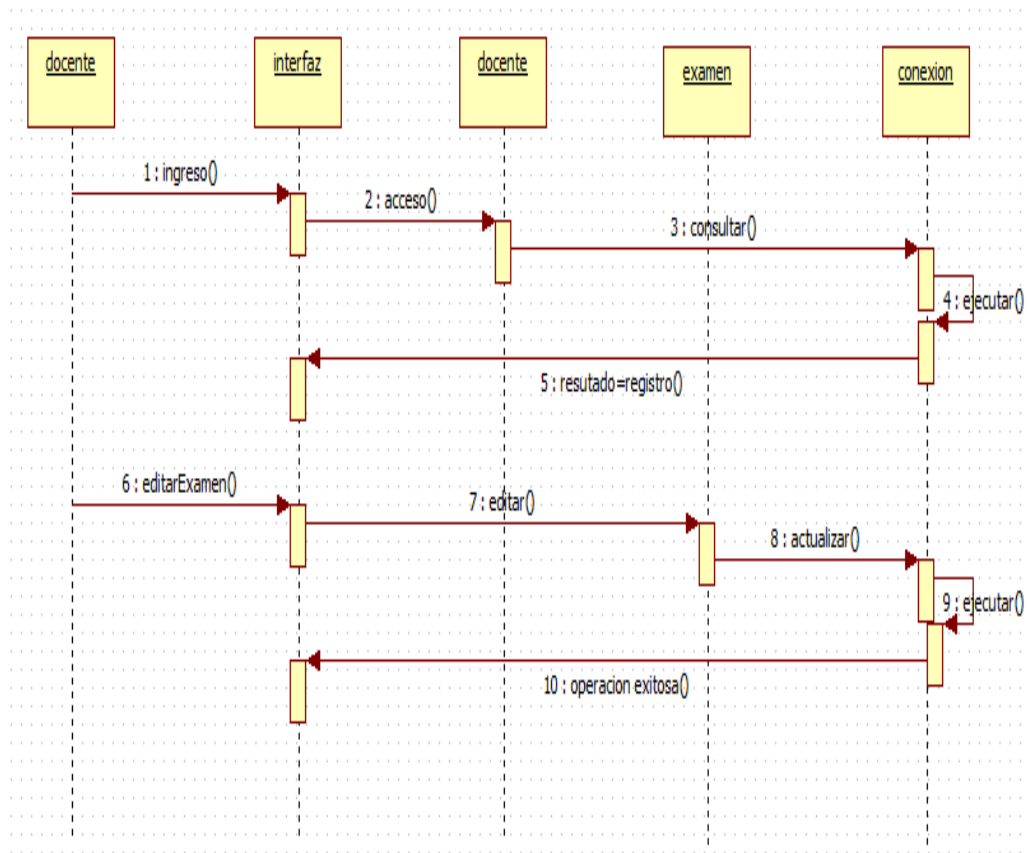 docente
interfaz
docente
examen
conexion
1 : ingreso()
2 : acceso()
3 : consultar()
4 : ejecutar()
5 : resutado=registro()
6 : editarExamen()
7 : editar()
8 : actualizar()
9 : ejecutar()
10 : operacion exitosa()